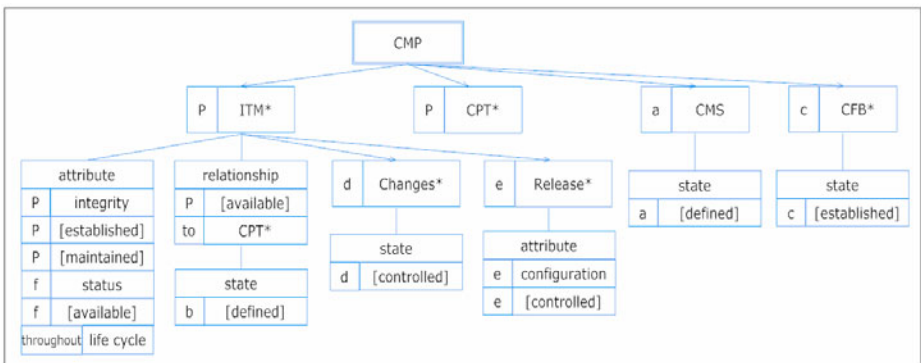 CMP
P ITM*
P CPT*
a CMS
c CFB*
attribute
P integrity
P [established]
P [maintained]
f status
f [available]
throughout life cycle
relationship
P [available]
to CPT*
state
b [defined]
d Changes*
state
d [controlled]
e Release*
attribute
e configuration
e [controlled]
state
a [defined]
state
c [established]